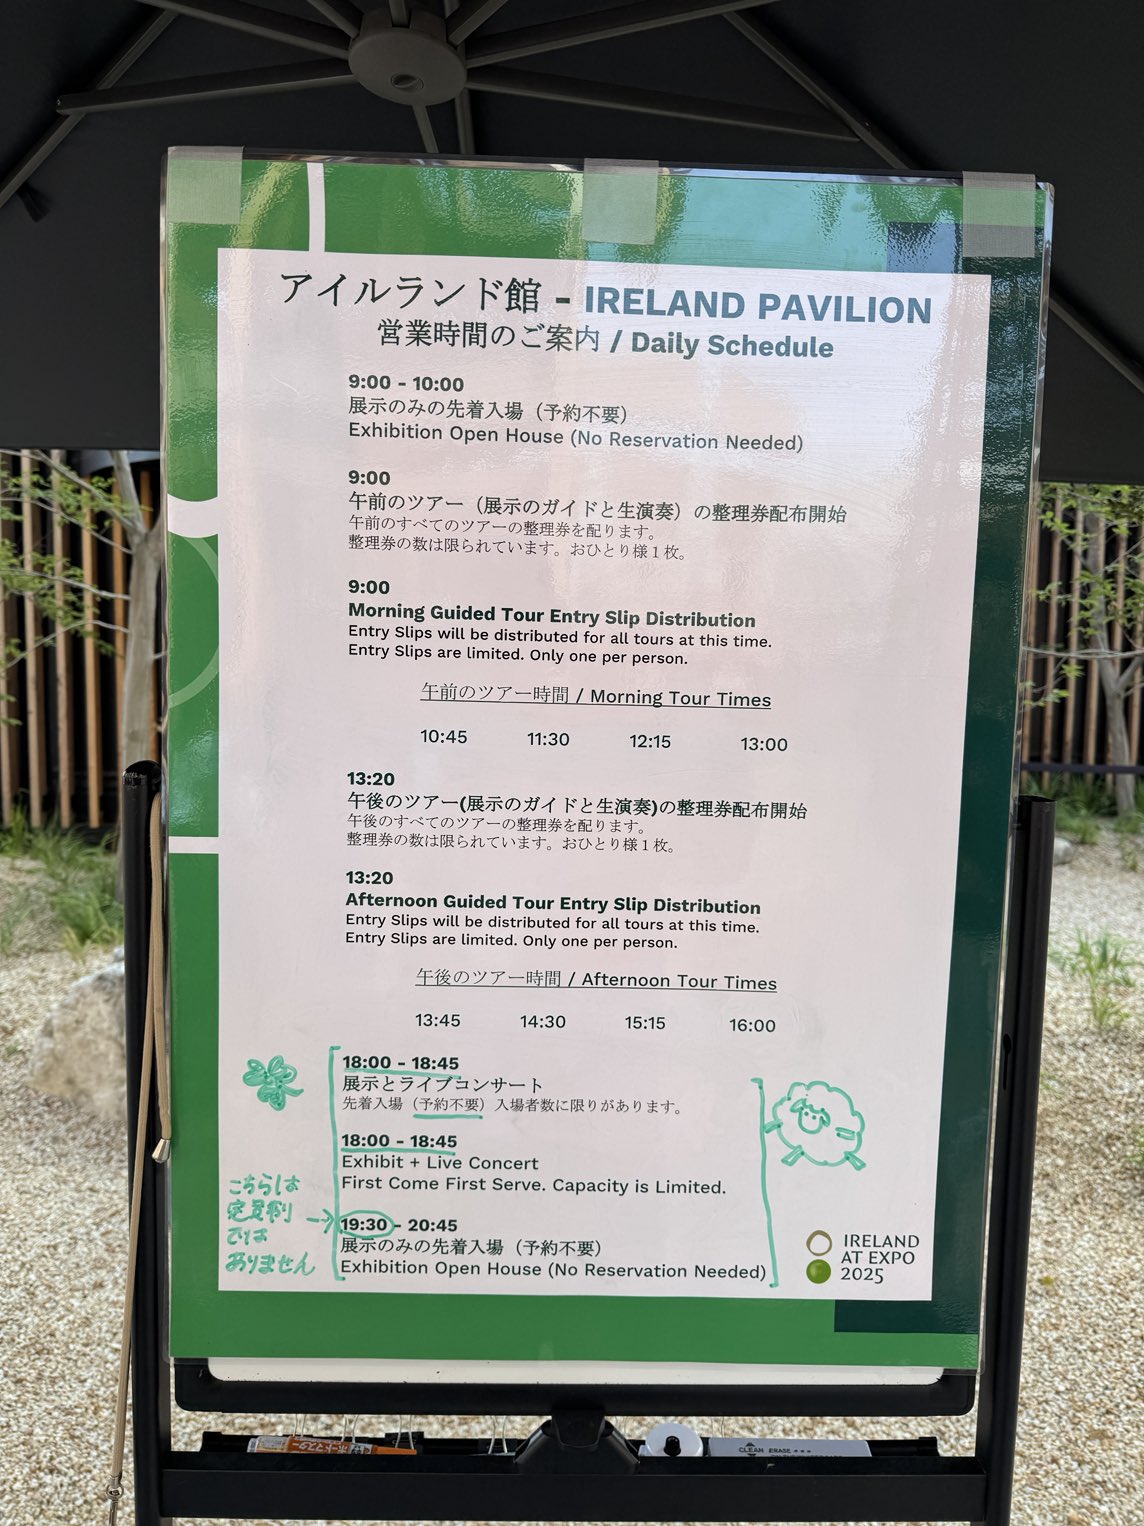 アイルランド館 - IRELAND PAVILION
営業時間のご案内 / Daily Schedule
9:00 - 10:00
展示のみの先着入場（予約不要）
Exhibition Open House (No Reservation Needed)
9:00
午前のツアー（展示のガイドと生演奏）の整理券配布開始
午前のすべてのツアーの整理券を配ります。
整理券の数は限られています。おひとり様１枚。
9:00
Morning Guided Tour Entry Slip Distribution
Entry Slips will be distributed for all tours at this time.
Entry Slips are limited. Only one per person.
午前のツアー時間 / Morning Tour Times
10:45 11:30 12:15 13:00
13:20
午後のツアー(展示のガイドと生演奏)の整理券配布開始
午後のすべてのツアーの整理券を配ります。
整理券の数は限られています。おひとり様１枚。
13:20
Afternoon Guided Tour Entry Slip Distribution
Entry Slips will be distributed for all tours at this time.
Entry Slips are limited. Only one per person.
午後のツアー時間 / Afternoon Tour Times
13:45 14:30 15:15 16:00
18:00 - 18:45
展示とライブコンサート
先着入場（予約不要）入場者数に限りがあります。
18:00 - 18:45
Exhibit + Live Concert
First Come First Serve. Capacity is Limited.
19:30 - 20:45
展示のみの先着入場（予約不要）
Exhibition Open House (No Reservation Needed)
こちらは
定員制
では
ありません
IRELAND
AT EXPO
2025
ボードマスター
CLEAN ERASE